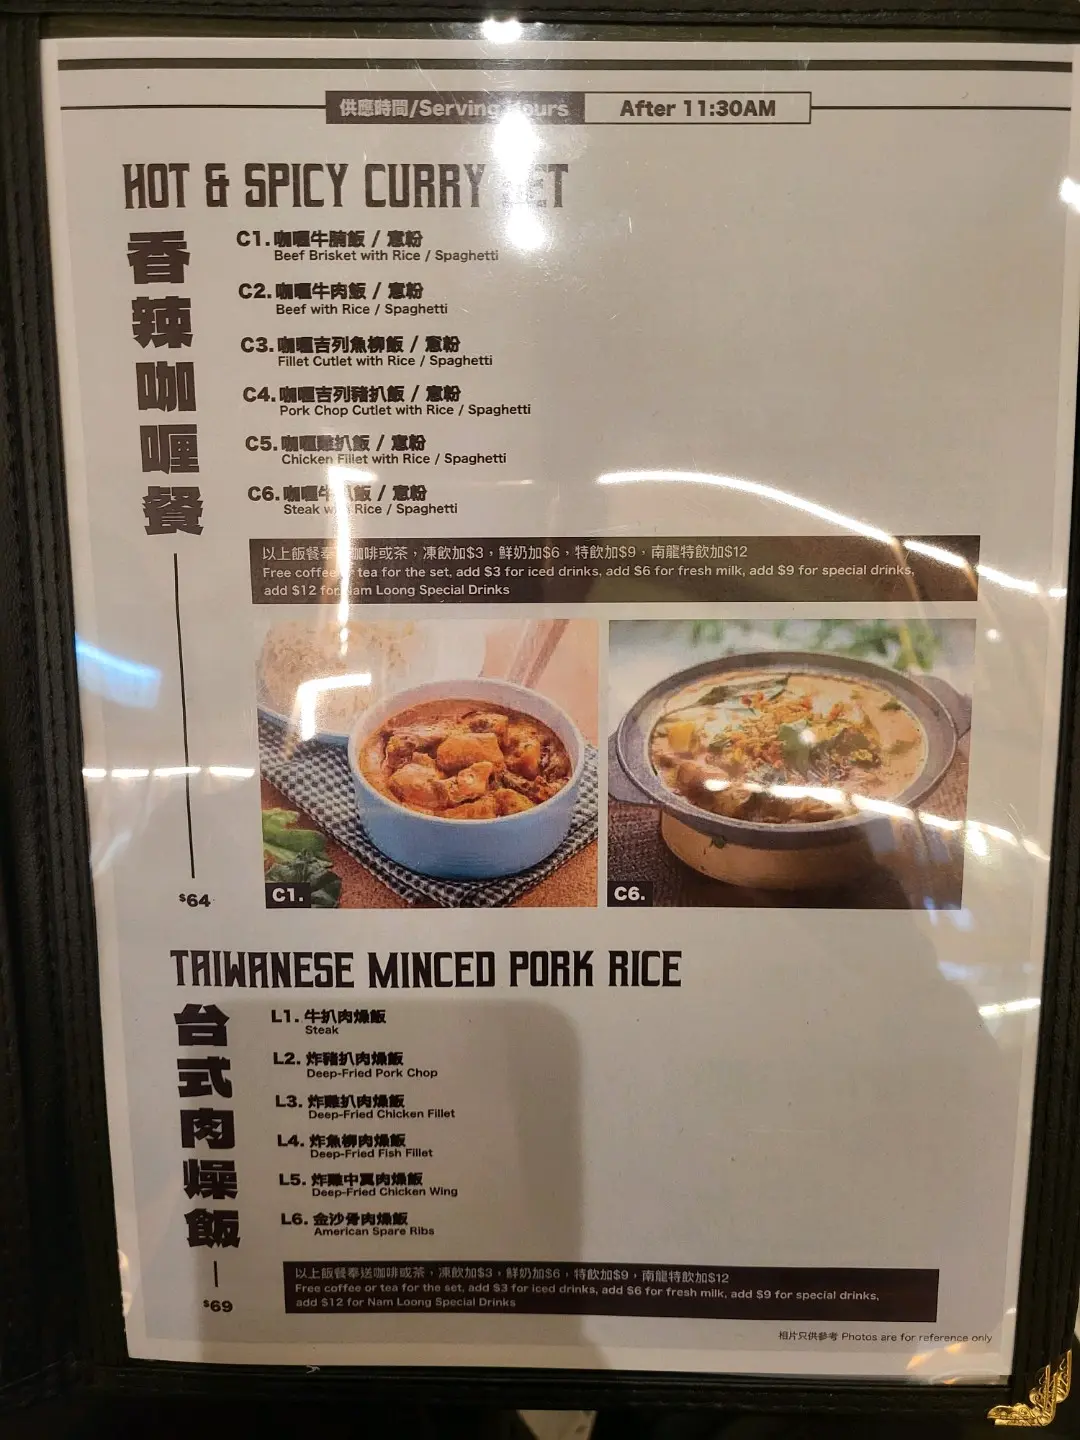 供應時間/Serving Hours After 11:30AM
HOT & SPICY CURRY SET
香辣咖喱餐
C1. 咖喱牛腩飯 / 意粉
Beef Brisket with Rice / Spaghetti
C2. 咖喱牛肉飯 / 意粉
Beef with Rice / Spaghetti
C3. 咖喱吉列魚柳飯 / 意粉
Fillet Cutlet with Rice / Spaghetti
C4. 咖喱吉列豬扒飯 / 意粉
Pork Chop Cutlet with Rice / Spaghetti
C5. 咖喱雞扒飯 / 意粉
Chicken Fillet with Rice / Spaghetti
C6. 咖喱牛扒飯 / 意粉
Steak with Rice / Spaghetti
以上飯餐奉送咖啡或茶，凍飲加$3，鮮奶加$6，特飲加$9，南龍特飲加$12
Free coffee or tea for the set, add $3 for iced drinks, add $6 for fresh milk, add $9 for special drinks,
add $12 for Nam Loong Special Drinks
C1.
C6.
$64
TAIWANESE MINCED PORK RICE
台式肉燥飯
L1. 牛扒肉燥飯
Steak
L2. 炸豬扒肉燥飯
Deep-Fried Pork Chop
L3. 炸雞扒肉燥飯
Deep-Fried Chicken Fillet
L4. 炸魚柳肉燥飯
Deep-Fried Fish Fillet
L5. 炸雞中翼肉燥飯
Deep-Fried Chicken Wing
L6. 金沙骨肉燥飯
American Spare Ribs
$69
以上飯餐奉送咖啡或茶，凍飲加$3，鮮奶加$6，特飲加$9，南龍特飲加$12
Free coffee or tea for the set, add $3 for iced drinks, add $6 for fresh milk, add $9 for special drinks,
add $12 for Nam Loong Special Drinks
相片只供參考 Photos are for reference only